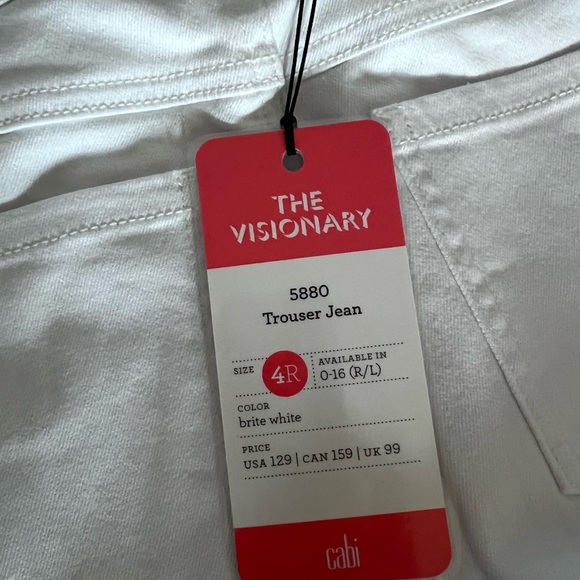 THE
VISIONARY
5880
Trouser Jean
SIZE 4R AVAILABLE IN
0-16 (R/L)
COLOR
brite white
PRICE
USA 129 | CAN 159 | UK 99
cabi